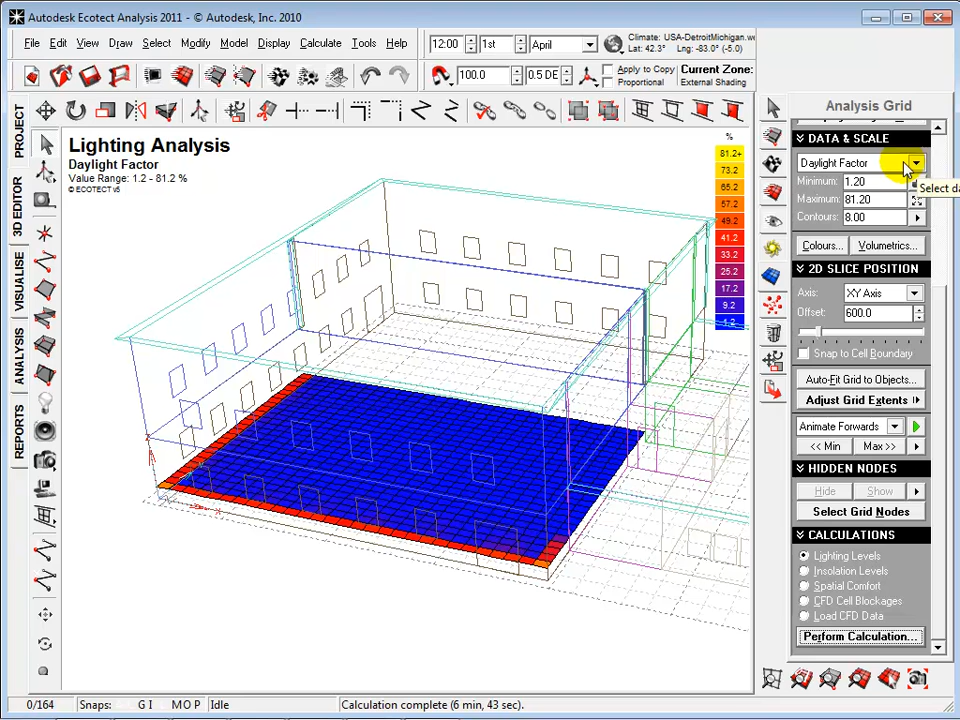 Autodesk Ecotect Analysis 2011 - © Autodesk, Inc. 2010
File Edit View Draw Select Modify Model Display Calculate Tools Help
12:00 1st April
Climate: USA-DetroitMichigan.we
Lat: 42.3° Lng: -83.0° (-5.0)
100.0 0.5 DE
Apply to Copy
Proportional
Current Zone:
External Shading
PROJECT
3D EDITOR
VISUALISE
ANALYSIS
REPORTS
Lighting Analysis
Daylight Factor
Value Range: 1.2 - 81.2 %
© ECOTECT v5
%
81.2+
73.2
65.2
57.2
49.2
41.2
33.2
25.2
17.2
9.2
1.2
Analysis Grid
DATA & SCALE
Daylight Factor
Select da
Minimum: 1.20
Maximum: 81.20
Contours: 8.00
Colours... Volumetrics...
2D SLICE POSITION
Axis: XY Axis
Offset: 600.0
Snap to Cell Boundary
Auto-Fit Grid to Objects...
Adjust Grid Extents
Animate Forwards
<< Min Max >>
HIDDEN NODES
Hide Show
Select Grid Nodes
CALCULATIONS
Lighting Levels
Insolation Levels
Spatial Comfort
CFD Cell Blockages
Load CFD Data
Perform Calculation...
0/164 Snaps: G I M O P Idle Calculation complete (6 min, 43 sec).